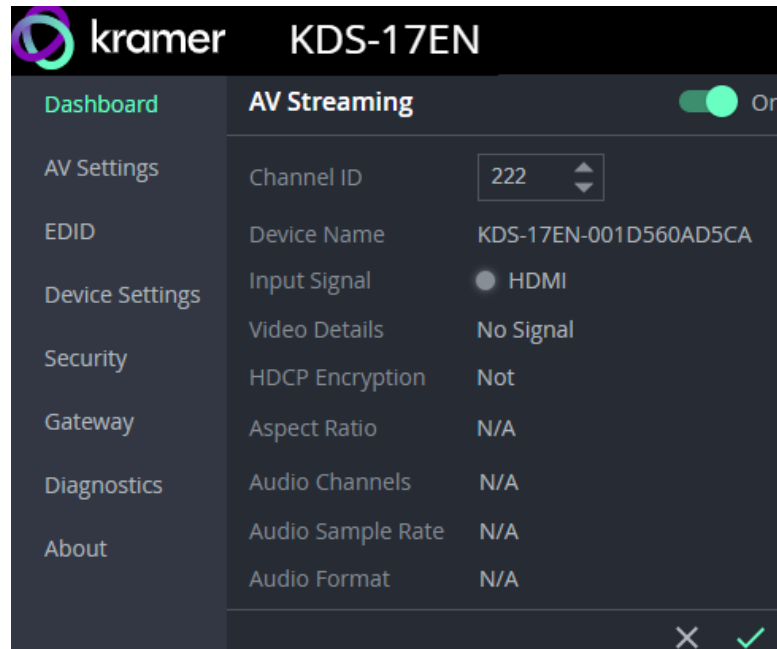 kramer KDS-17EN
Dashboard
AV Settings
EDID
Device Settings
Security
Gateway
Diagnostics
About
AV Streaming
Channel ID 222
Device Name KDS-17EN-001D560AD5CA
Input Signal HDMI
Video Details No Signal
HDCP Encryption Not
Aspect Ratio N/A
Audio Channels N/A
Audio Sample Rate N/A
Audio Format N/A